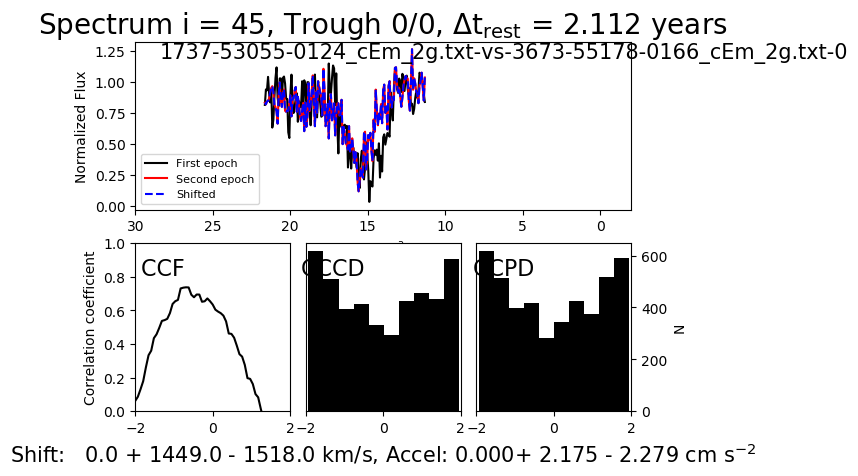 Spectrum i = 45, Trough 0/0, Δt_rest = 2.112 years
1737-53055-0124_cEm_2g.txt-vs-3673-55178-0166_cEm_2g.txt-0
Normalized Flux
1.25
1.00
0.75
0.50
0.25
0.00
First epoch
Second epoch
Shifted
30 25 20 15 10 5 0
Correlation coefficient
1.0
0.8
0.6
0.4
0.2
0.0
CCF
CCCD
CCPD
600
400
200
0
N
−2 0 2
−2 0 2
−2 0 2
Shift: 0.0 + 1449.0 - 1518.0 km/s, Accel: 0.000+ 2.175 - 2.279 cm s⁻²